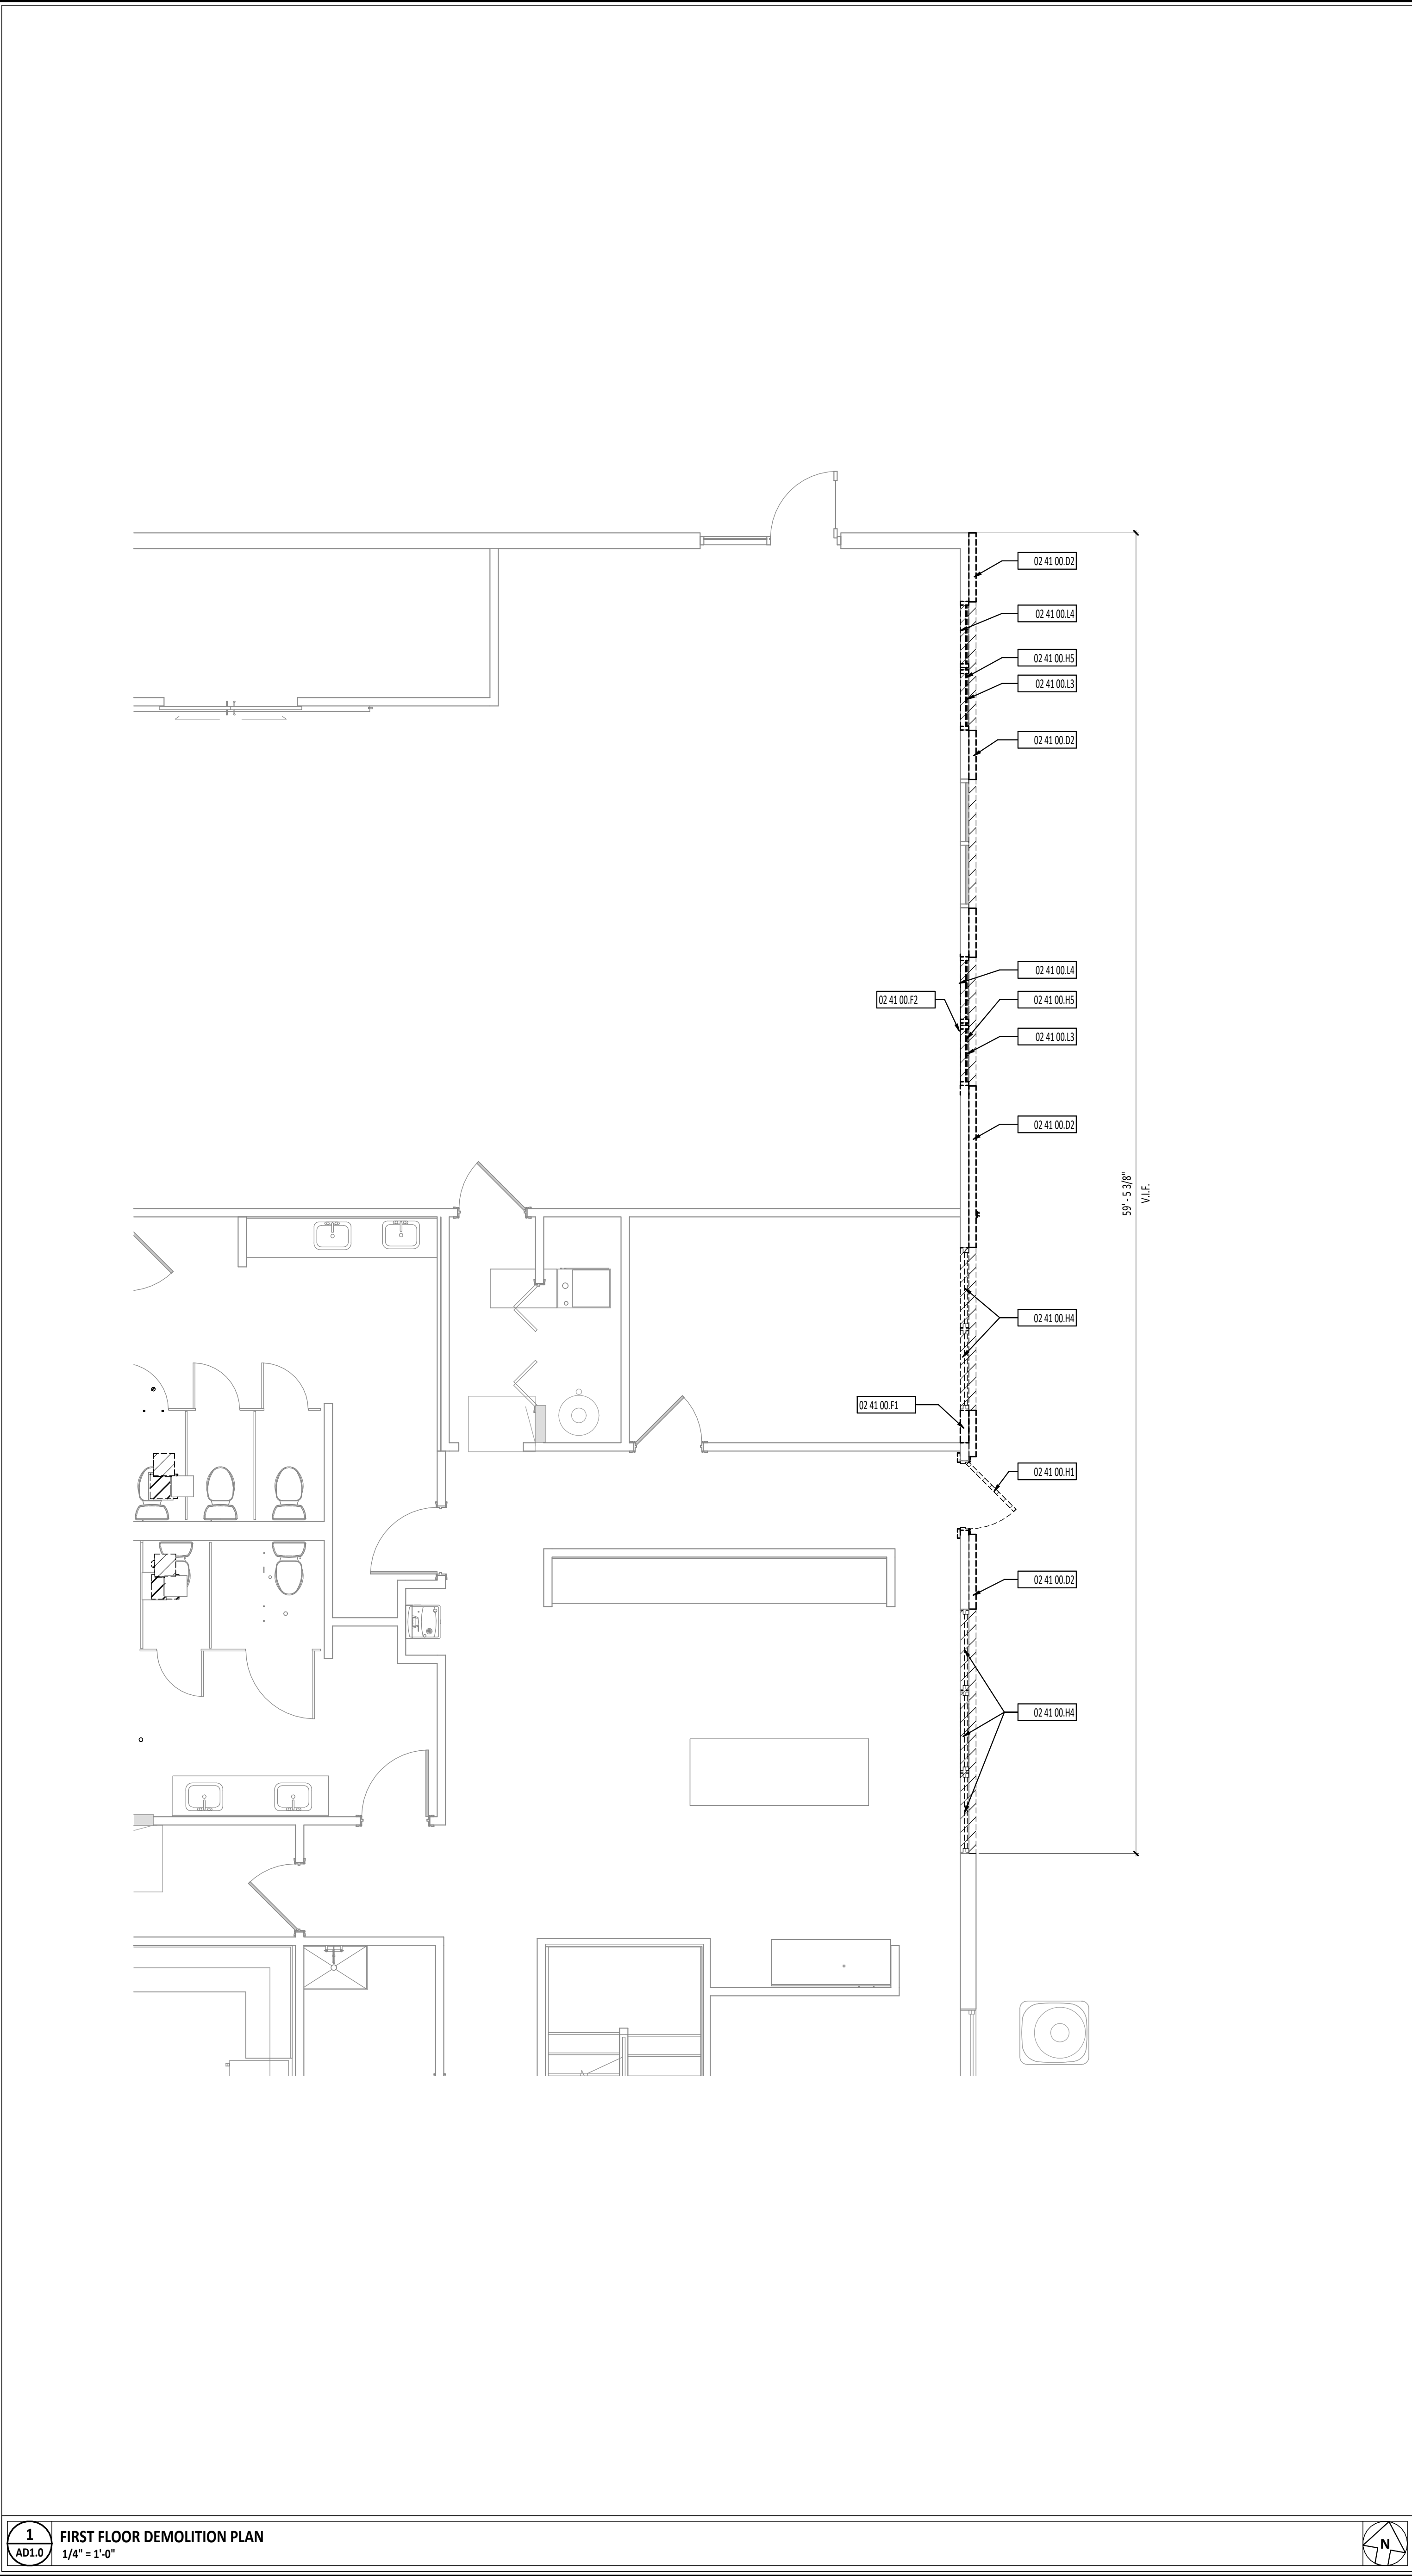 02 41 00.D2
02 41 00.L4
02 41 00.H5
02 41 00.L3
02 41 00.D2
02 41 00.L4
02 41 00.F2
02 41 00.H5
02 41 00.L3
02 41 00.D2
59' - 5 3/8"
V.I.F.
02 41 00.H4
02 41 00.F1
02 41 00.H1
02 41 00.D2
02 41 00.H4
1
AD1.0
FIRST FLOOR DEMOLITION PLAN
1/4" = 1'-0"
N